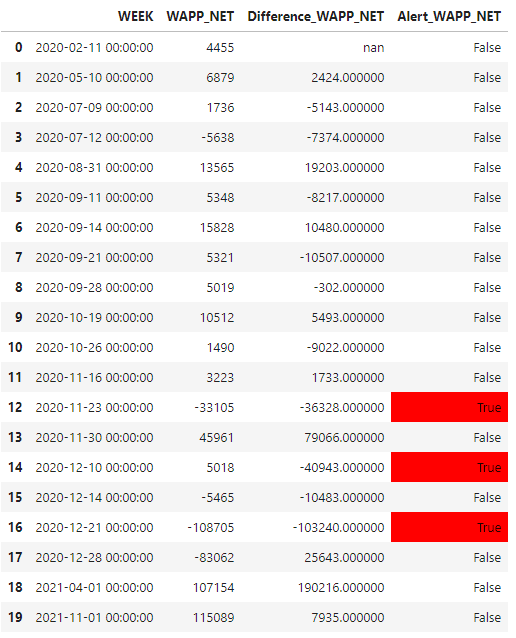 WEEK WAPP_NET Difference_WAPP_NET Alert_WAPP_NET
0 2020-02-11 00:00:00 4455 nan False
1 2020-05-10 00:00:00 6879 2424.000000 False
2 2020-07-09 00:00:00 1736 -5143.000000 False
3 2020-07-12 00:00:00 -5638 -7374.000000 False
4 2020-08-31 00:00:00 13565 19203.000000 False
5 2020-09-11 00:00:00 5348 -8217.000000 False
6 2020-09-14 00:00:00 15828 10480.000000 False
7 2020-09-21 00:00:00 5321 -10507.000000 False
8 2020-09-28 00:00:00 5019 -302.000000 False
9 2020-10-19 00:00:00 10512 5493.000000 False
10 2020-10-26 00:00:00 1490 -9022.000000 False
11 2020-11-16 00:00:00 3223 1733.000000 False
12 2020-11-23 00:00:00 -33105 -36328.000000 True
13 2020-11-30 00:00:00 45961 79066.000000 False
14 2020-12-10 00:00:00 5018 -40943.000000 True
15 2020-12-14 00:00:00 -5465 -10483.000000 False
16 2020-12-21 00:00:00 -108705 -103240.000000 True
17 2020-12-28 00:00:00 -83062 25643.000000 False
18 2021-04-01 00:00:00 107154 190216.000000 False
19 2021-11-01 00:00:00 115089 7935.000000 False